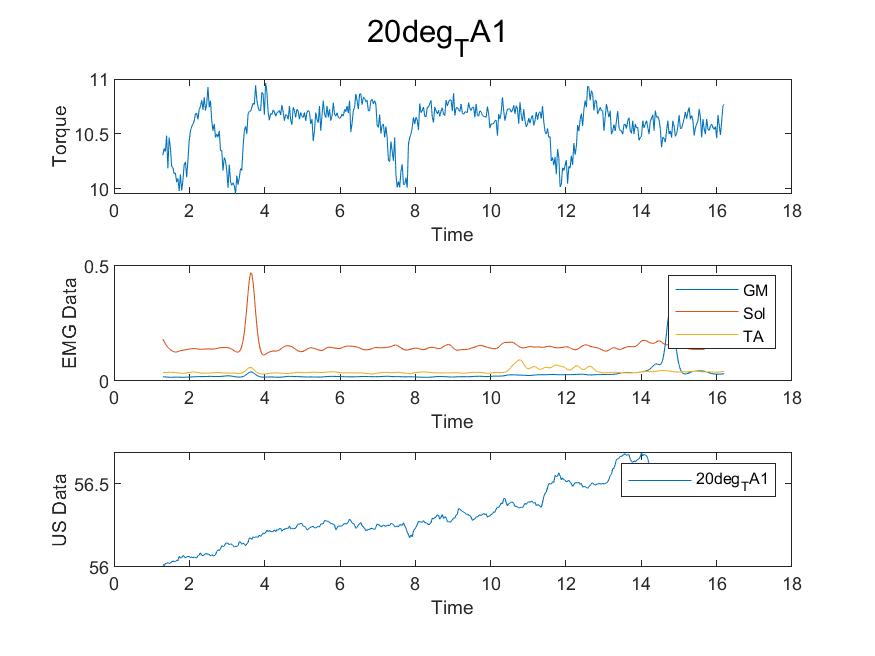 20deg_TA1
11
10.5
10
Torque
0 2 4 6 8 10 12 14 16 18
Time
0.5
0
EMG Data
GM
Sol
TA
0 2 4 6 8 10 12 14 16 18
Time
56.5
56
US Data
20deg_TA1
0 2 4 6 8 10 12 14 16 18
Time